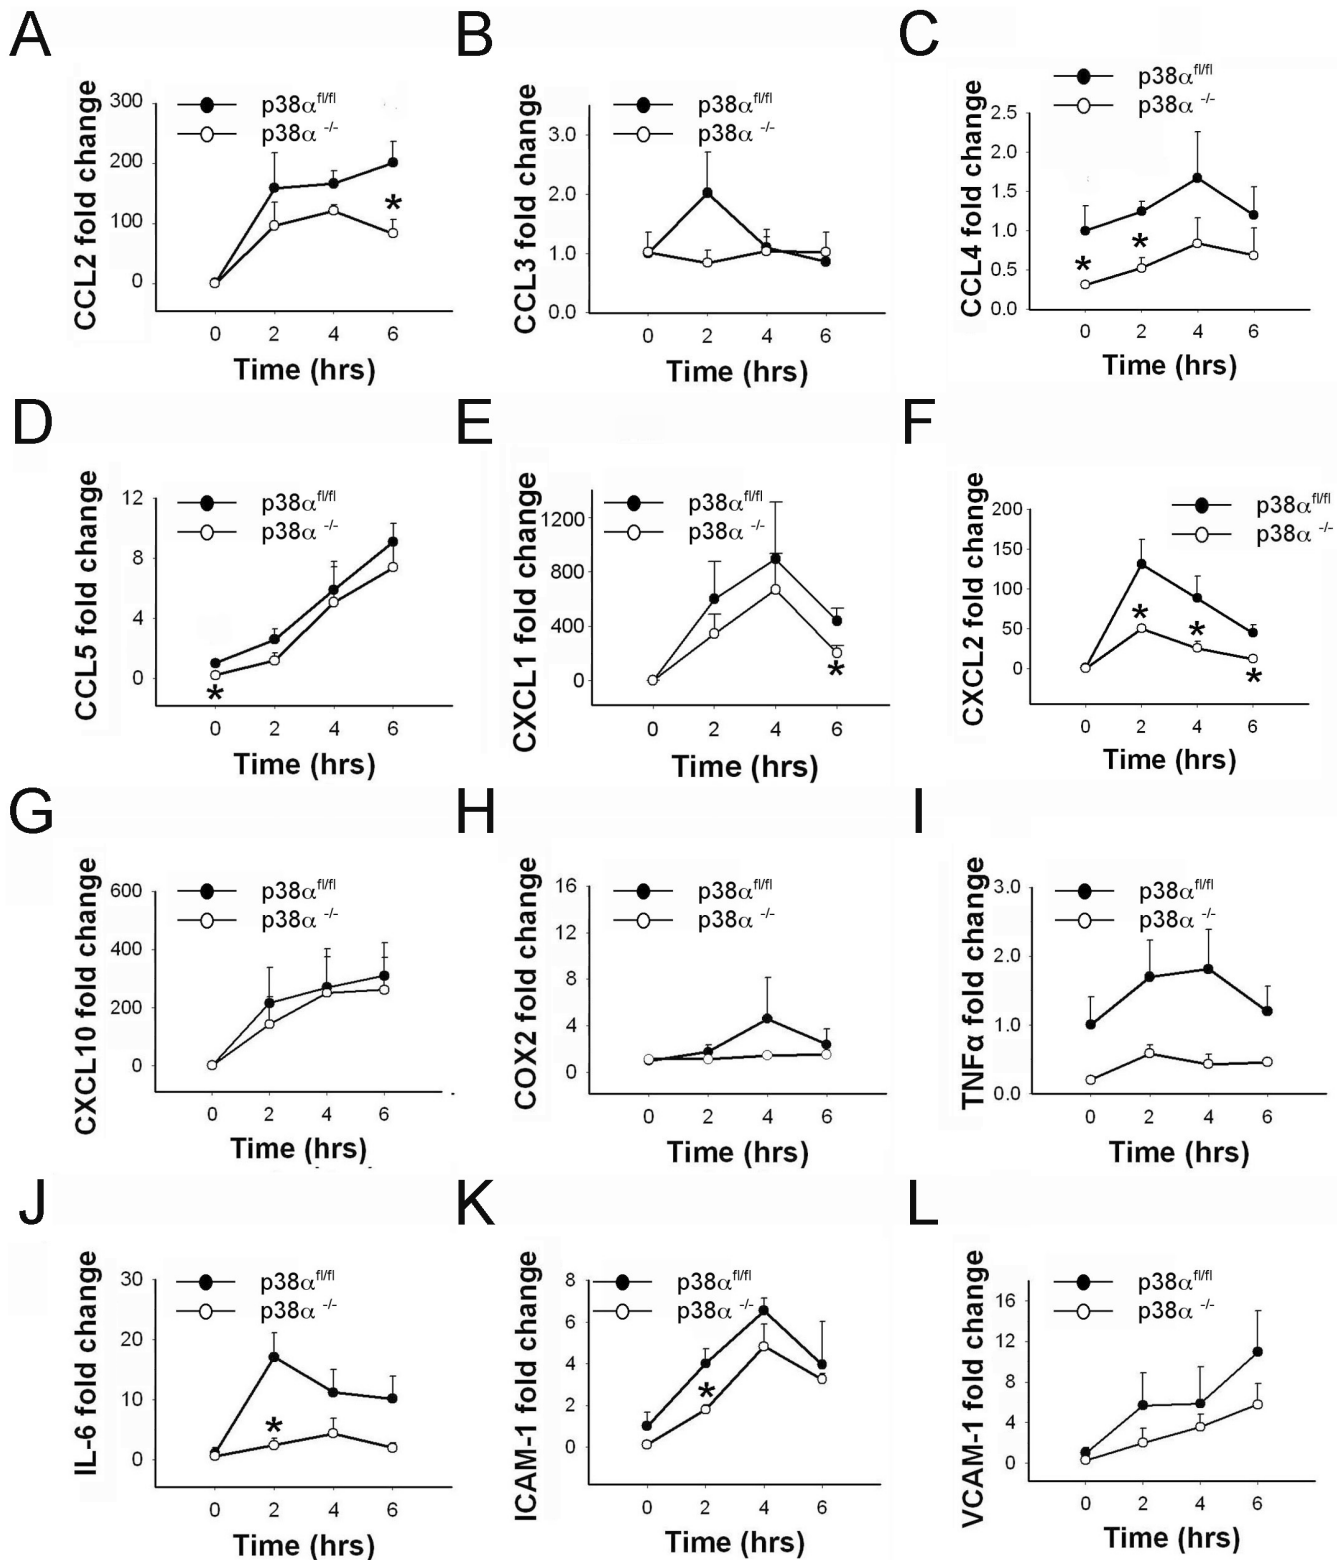 A
CCL2 fold change
p38α fl/fl
p38α -/-
300
200
100
0
*
0 2 4 6
Time (hrs)
B
CCL3 fold change
p38α fl/fl
p38α -/-
3.0
2.0
1.0
0.0
0 2 4 6
Time (hrs)
C
CCL4 fold change
p38α fl/fl
p38α -/-
2.5
2.0
1.5
1.0
0.5
0.0
* *
0 2 4 6
Time (hrs)
D
CCL5 fold change
p38α fl/fl
p38α -/-
12
8
4
0
*
0 2 4 6
Time (hrs)
E
CXCL1 fold change
p38α fl/fl
p38α -/-
1200
800
400
0
*
0 2 4 6
Time (hrs)
F
CXCL2 fold change
p38α fl/fl
p38α -/-
200
150
100
50
0
* * *
0 2 4 6
Time (hrs)
G
CXCL10 fold change
p38α fl/fl
p38α -/-
600
400
200
0
0 2 4 6
Time (hrs)
H
COX2 fold change
p38α fl/fl
p38α -/-
16
12
8
4
0
0 2 4 6
Time (hrs)
I
TNFα fold change
p38α fl/fl
p38α -/-
3.0
2.0
1.0
0.0
0 2 4 6
Time (hrs)
J
IL-6 fold change
p38α fl/fl
p38α -/-
30
20
10
0
*
0 2 4 6
Time (hrs)
K
ICAM-1 fold change
p38α fl/fl
p38α -/-
8
6
4
2
0
*
0 2 4 6
Time (hrs)
L
VCAM-1 fold change
p38α fl/fl
p38α -/-
16
12
8
4
0
0 2 4 6
Time (hrs)